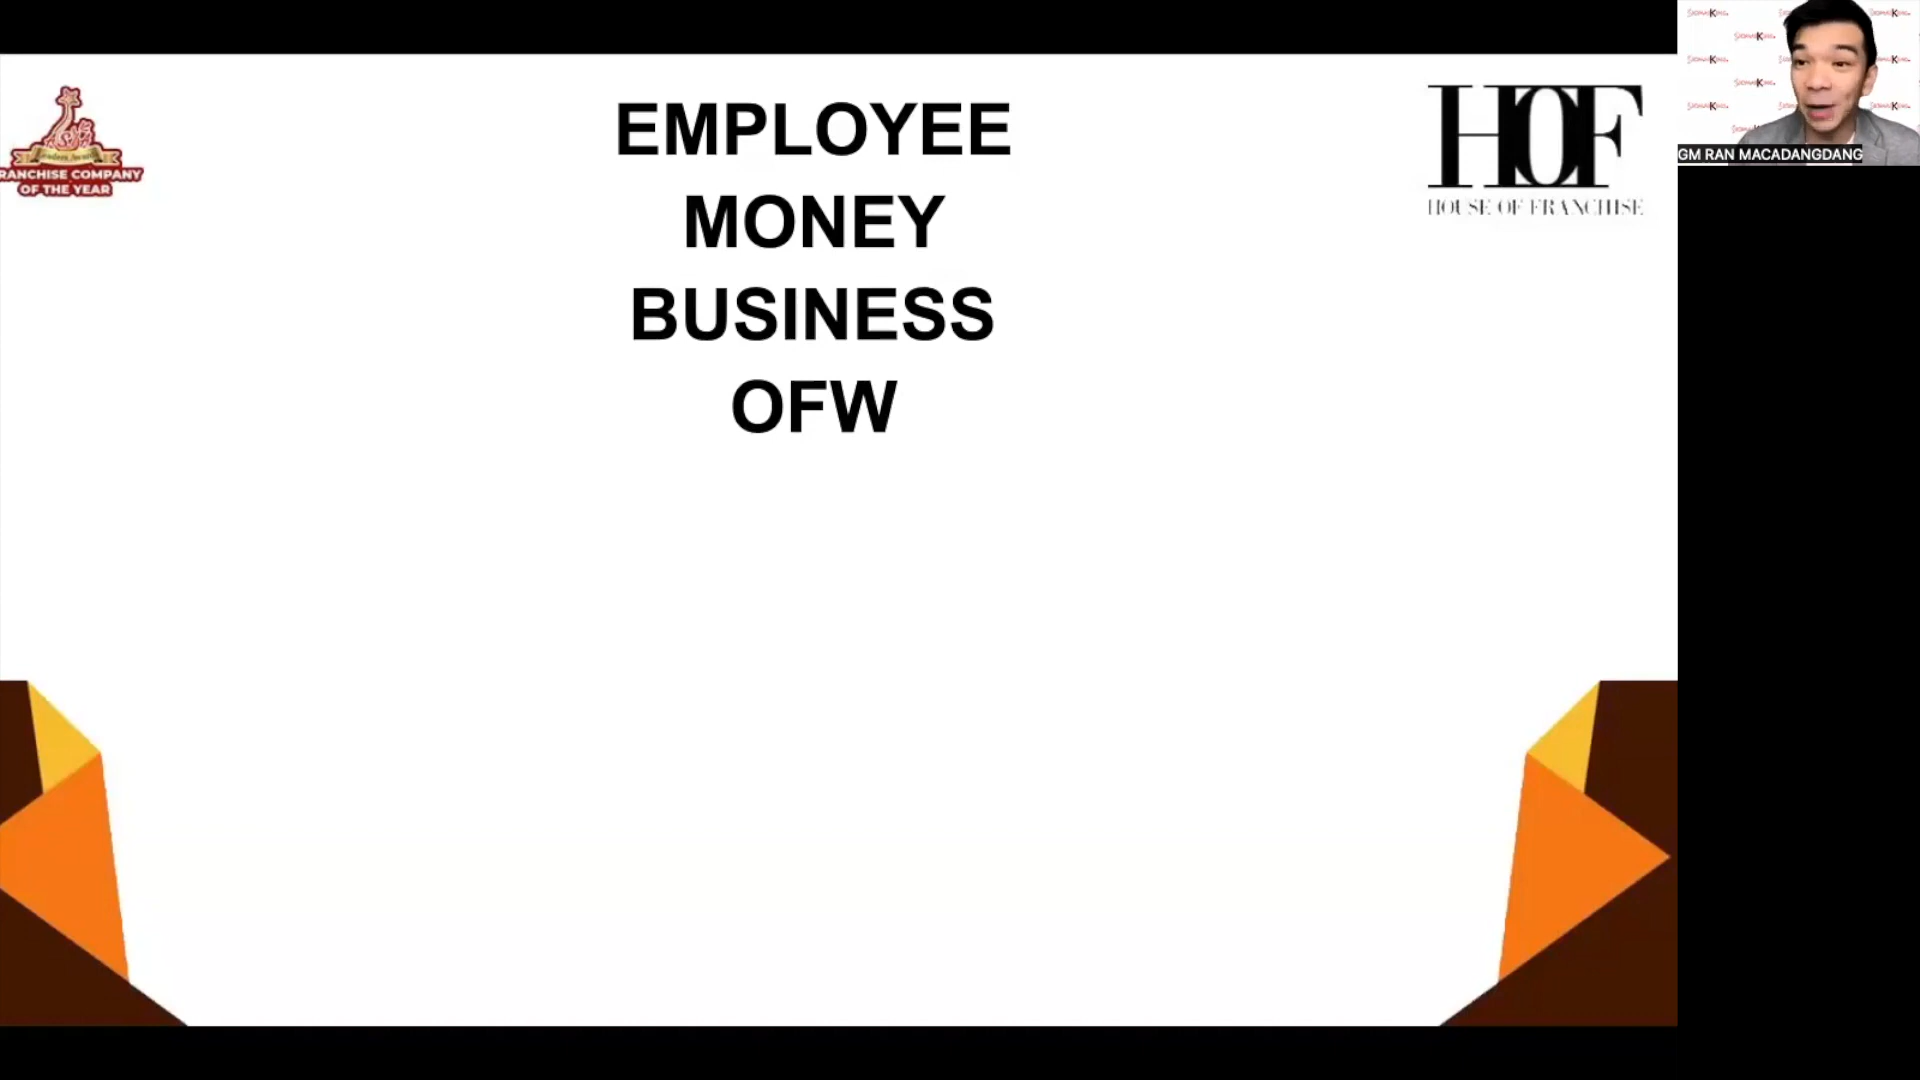 EMPLOYEE
MONEY
BUSINESS
OFW
RANCHISE COMPANY
OF THE YEAR
HOF
HOUSE OF FRANCHISE
GM RAN MACADANGDANG